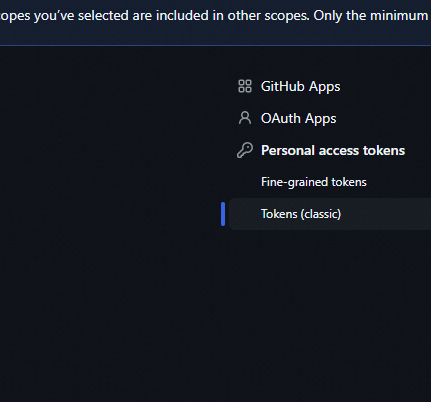 opes you've selected are included in other scopes. Only the minimum
GitHub Apps
OAuth Apps
Personal access tokens
Fine-grained tokens
Tokens (classic)